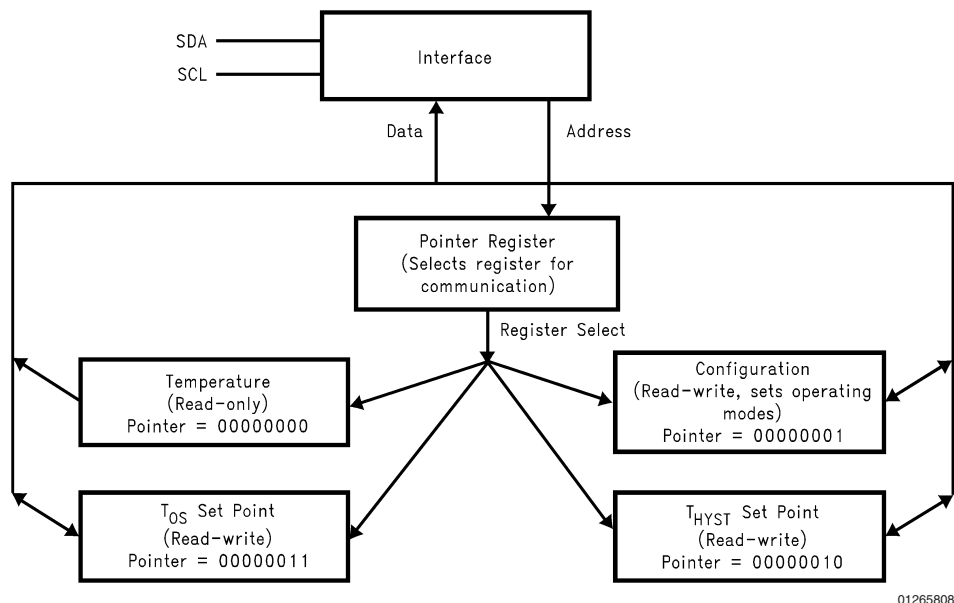 SDA
SCL
Interface
Data
Address
Pointer Register
(Selects register for
communication)
Register Select
Temperature
(Read-only)
Pointer = 00000000
Configuration
(Read-write, sets operating
modes)
Pointer = 00000001
TOS Set Point
(Read-write)
Pointer = 00000011
THYST Set Point
(Read-write)
Pointer = 00000010
01265808